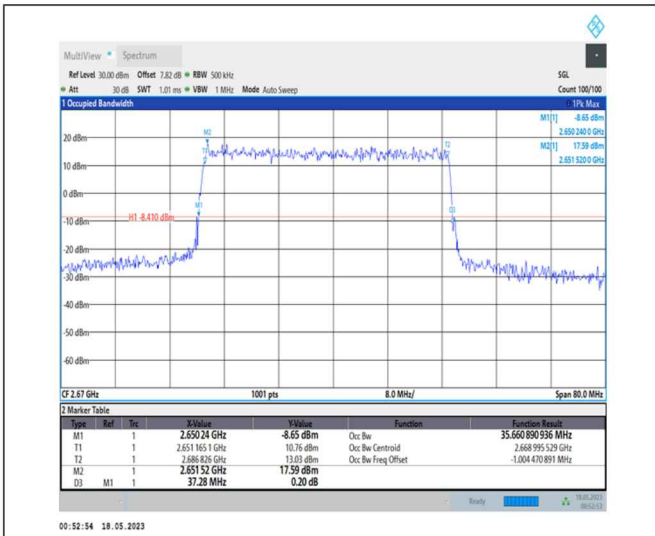 MultiView Spectrum
Ref Level 30.00 dBm Offset 7.82 dB RBW 500 kHz SGL
Att 30 dB SWT 1.01 ms VBW 1 MHz Mode Auto Sweep Count 100/100
1 Occupied Bandwidth 1Pk Max
M1[1] -8.65 dBm
2.650 240 0 GHz
M2[1] 17.59 dBm
2.651 520 0 GHz
M2
20 dBm
T1
T2
10 dBm
0 dBm
M1
D3
H1 -8.410 dBm
-10 dBm
-20 dBm
-30 dBm
-40 dBm
-50 dBm
-60 dBm
CF 2.67 GHz 1001 pts 8.0 MHz/ Span 80.0 MHz
2 Marker Table
Type Ref Trc X-Value Y-Value Function Function Result
M1 1 2.650 24 GHz -8.65 dBm Occ Bw 35.660 890 936 MHz
T1 1 2.651 165 1 GHz 10.76 dBm Occ Bw Centroid 2.668 995 529 GHz
T2 1 2.686 826 GHz 13.03 dBm Occ Bw Freq Offset -1.004 470 891 MHz
M2 1 2.651 52 GHz 17.59 dBm
D3 M1 1 37.28 MHz 0.20 dB
Ready 18.05.2023
00:52:53
00:52:54 18.05.2023